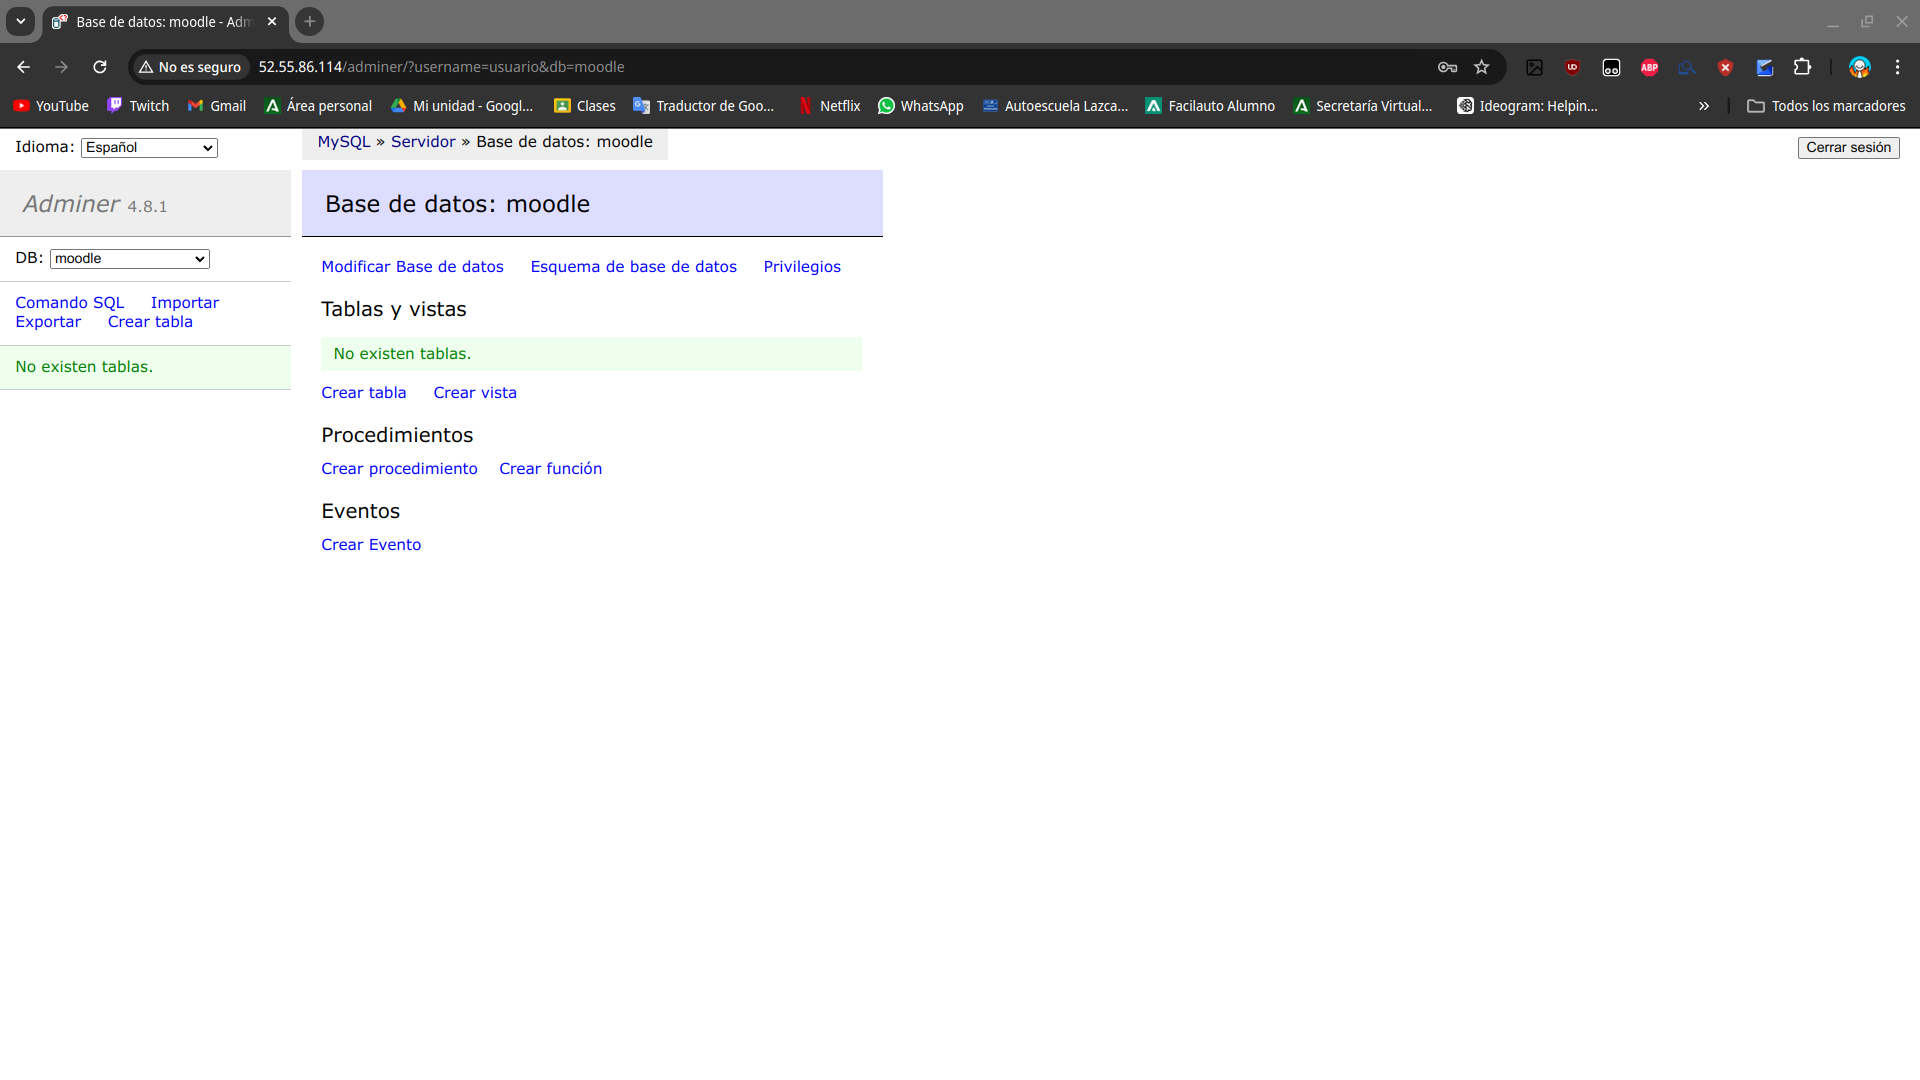 Base de datos: moodle - Adm
No es seguro 52.55.86.114/adminer/?username=usuario&db=moodle
YouTube Twitch Gmail Área personal Mi unidad - Googl... Clases Traductor de Goo... Netflix WhatsApp Autoescuela Lazca... Facilauto Alumno Secretaría Virtual... Ideogram: Helpin... » Todos los marcadores
Idioma: Español
MySQL » Servidor » Base de datos: moodle
Cerrar sesión
Adminer 4.8.1
Base de datos: moodle
DB: moodle
Comando SQL Importar
Exportar Crear tabla
No existen tablas.
Modificar Base de datos Esquema de base de datos Privilegios
Tablas y vistas
No existen tablas.
Crear tabla Crear vista
Procedimientos
Crear procedimiento Crear función
Eventos
Crear Evento